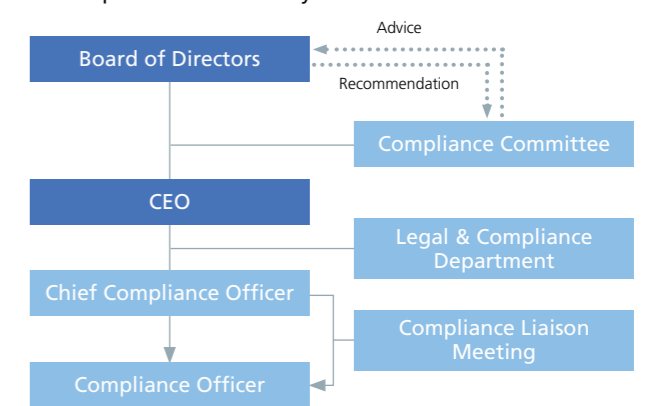 Advice
Board of Directors
Recommendation
Compliance Committee
CEO
Legal & Compliance
Department
Chief Compliance Officer
Compliance Liaison
Meeting
Compliance Officer